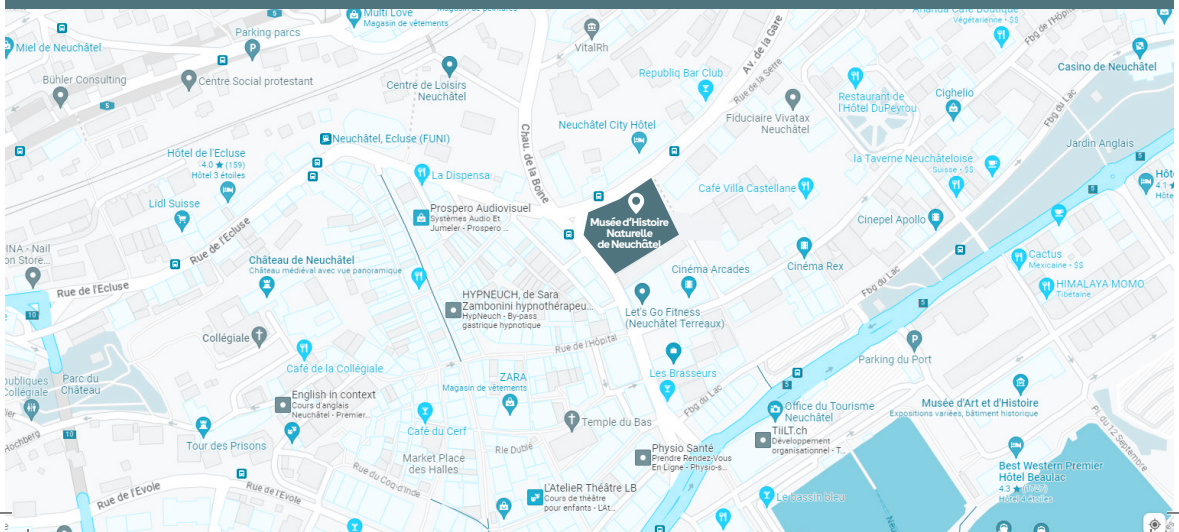 Multi Love
Magasin de vêtements
Miel de Neuchâtel
Parking parcs
VitalRh
Av. de la Gare
Végétarienne · $$
Fbg de l'Hôpital
Casino de Neuchâtel
Bühler Consulting
Centre Social protestant
5
Centre de Loisirs
Neuchâtel
Republiq Bar Club
Rue de la Serre
Restaurant de
l'Hôtel DuPeyrou
Cighelio
Fbg du Lac
Fiduciaire Vivatax
Neuchâtel
Neuchâtel City Hôtel
Chau. de la Boine
Neuchâtel, Ecluse (FUNI)
Jardin Anglais
Hôtel de l'Ecluse
4.0 ★ (159)
Hôtel 3 étoiles
La Dispensa
la Taverne Neuchâteloise
Suisse · $$
5
Café Villa Castellane
Lidl Suisse
Prospero Audiovisuel
Systèmes Audio Et
Jumeler - Prospero ...
Musée d'Histoire
Naturelle
de Neuchâtel
Cinepel Apollo
Rue de l'Ecluse
Château de Neuchâtel
Château médiéval avec vue panoramique
Cinéma Arcades
Cinéma Rex
Cactus
Mexicaine · $$
Fbg du Lac
HIMALAYA MOMO
Tibétaine
Rue de l'Ecluse
10
HYPNEUCH, de Sara
Zambonini hypnothérapeu...
HypNeuch - By-pass
gastrique hypnotique
Let's Go Fitness
(Neuchâtel Terreaux)
5
Collégiale
Rue de l'Hôpital
Parking du Port
Café de la Collégiale
Les Brasseurs
Parc du
Château
ZARA
Magasin de vêtements
5
Fbg du Lac
English in context
Cours d'anglais
Neuchâtel - Premier...
Office du Tourisme
Neuchâtel
Musée d'Art et d'Histoire
Expositions variées, bâtiment historique
Café du Cerf
Temple du Bas
10
Tour des Prisons
TiiLT.ch
Développement
organisationnel - T...
Physio Santé
Prendre Rendez-Vous
En Ligne - Physio-s...
Market Place
des Halles
Rue du Coq-d'Inde
Best Western Premier
Hôtel Beaulac
4.3 ★
Hôtel 4 étoiles
L'AtelieR Théâtre LB
Cours de théâtre
pour enfants - L'At...
Le bassin bleu
Rue de l'Evole
Rue de l'Evole